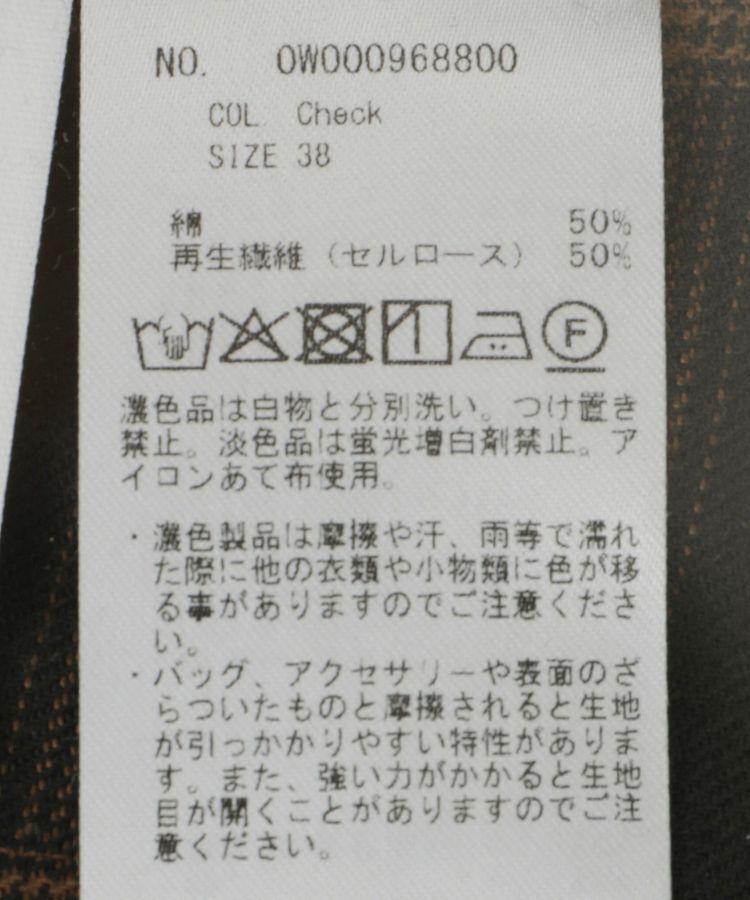 NO. 0W000968800
COL. Check
SIZE 38
綿 50%
再生繊維（セルロース） 50%
F
濃色品は白物と分別洗い。つけ置き
禁止。淡色品は蛍光増白剤禁止。ア
イロンあて布使用。
・濃色製品は摩擦や汗、雨等で濡れ
た際に他の衣類や小物類に色が移
る事がありますのでご注意くださ
い。
・バッグ、アクセサリーや表面のざ
らついたものと摩擦されると生地
が引っかかりやすい特性がありま
す。また、強い力がかかると生地
目が開くことがありますのでご注
意ください。